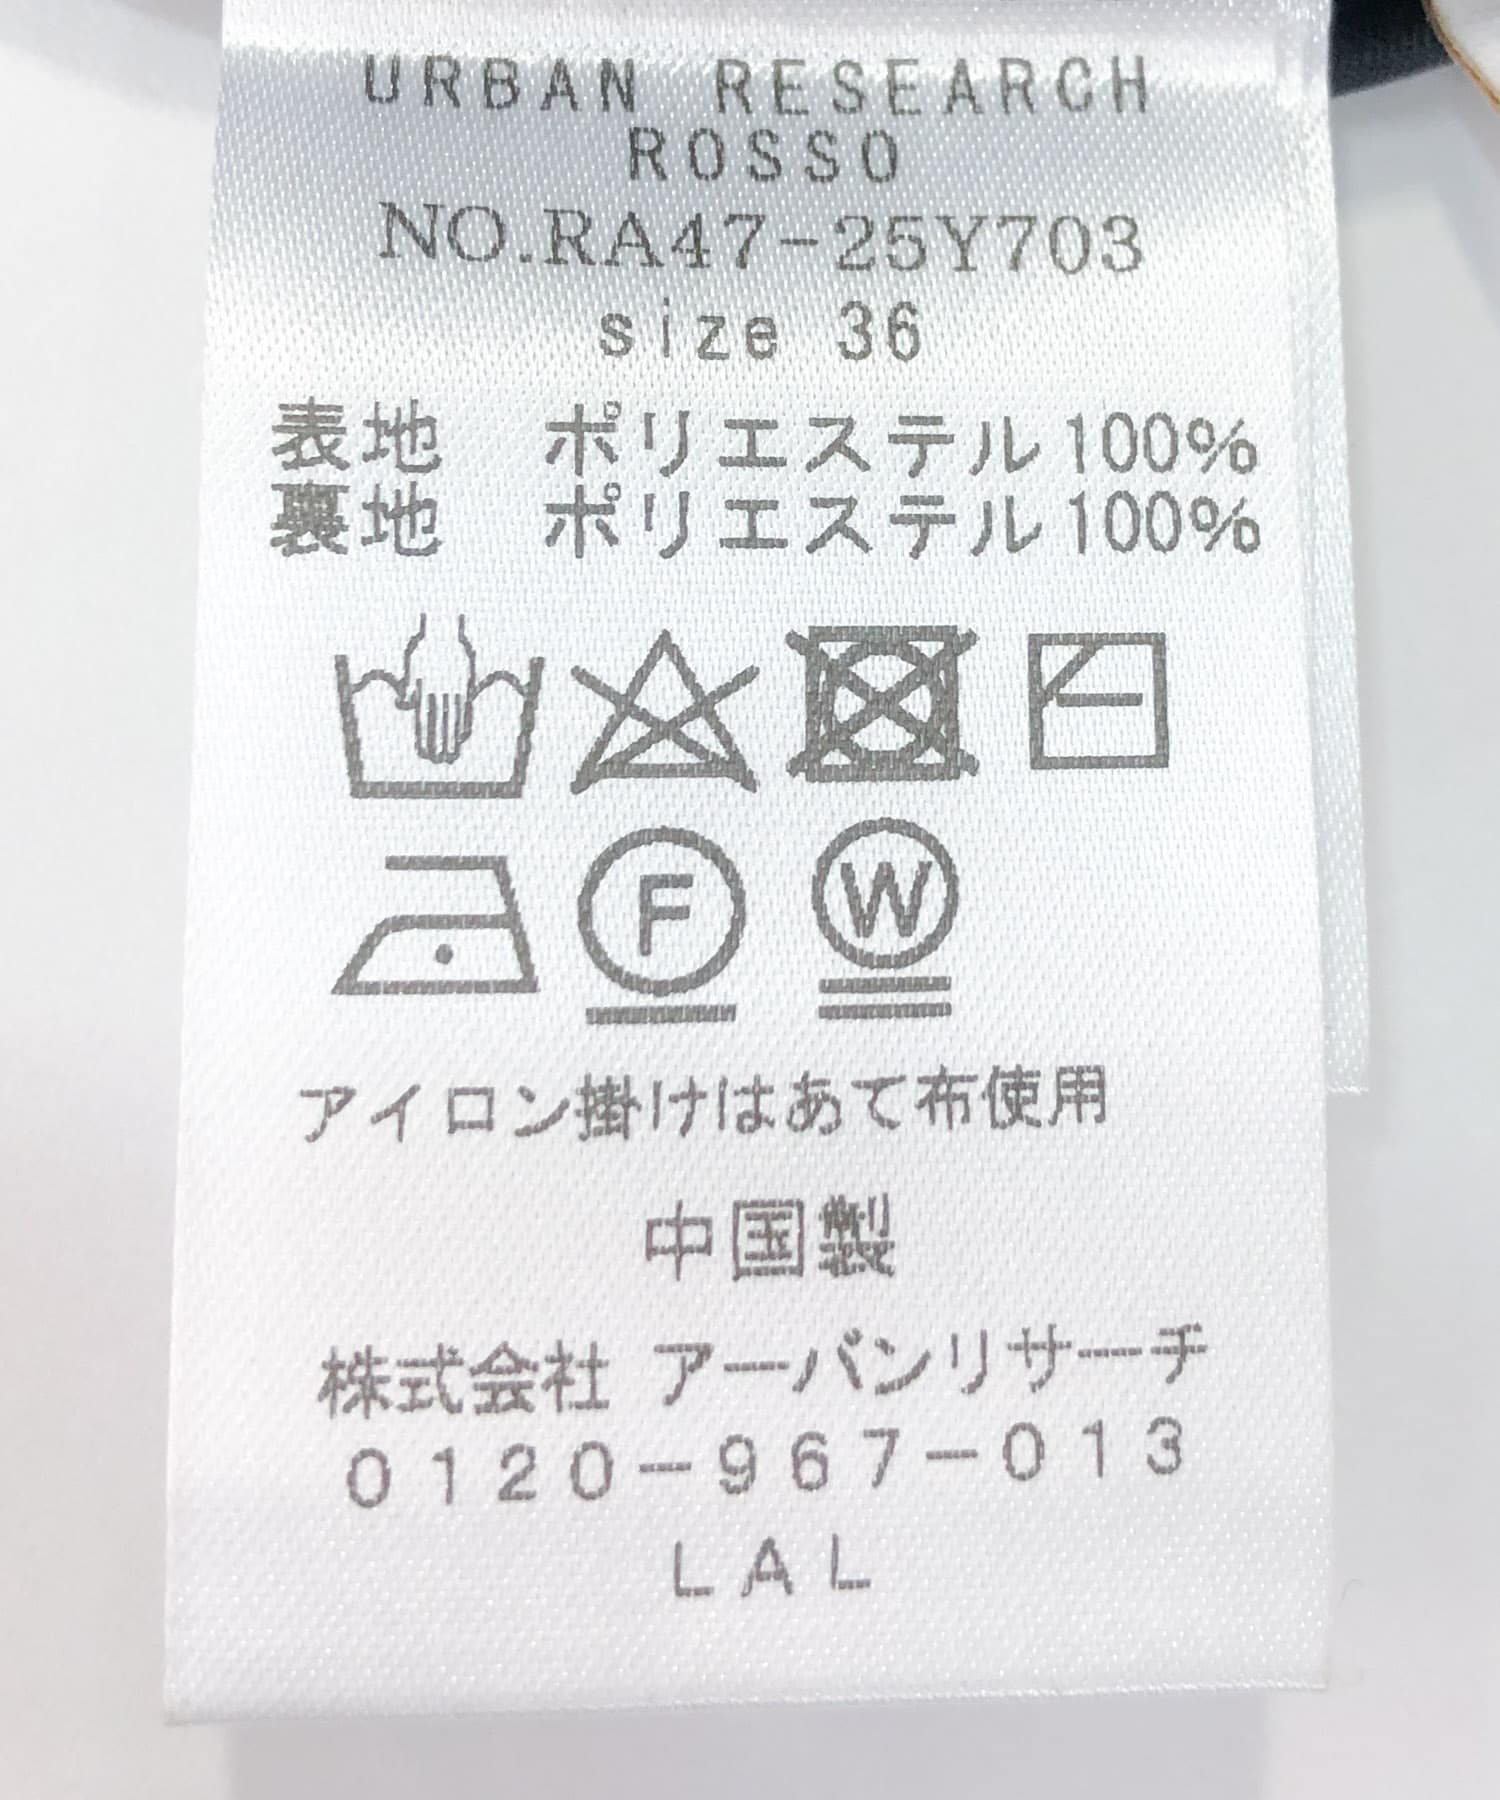 URBAN RESEARCH
ROSSO
NO.RA47-25Y703
size 36
表地　ポリエステル100%
裏地　ポリエステル100%
F W
アイロン掛けはあて布使用
中国製
株式会社 アーバンリサーチ
0120-967-013
LAL